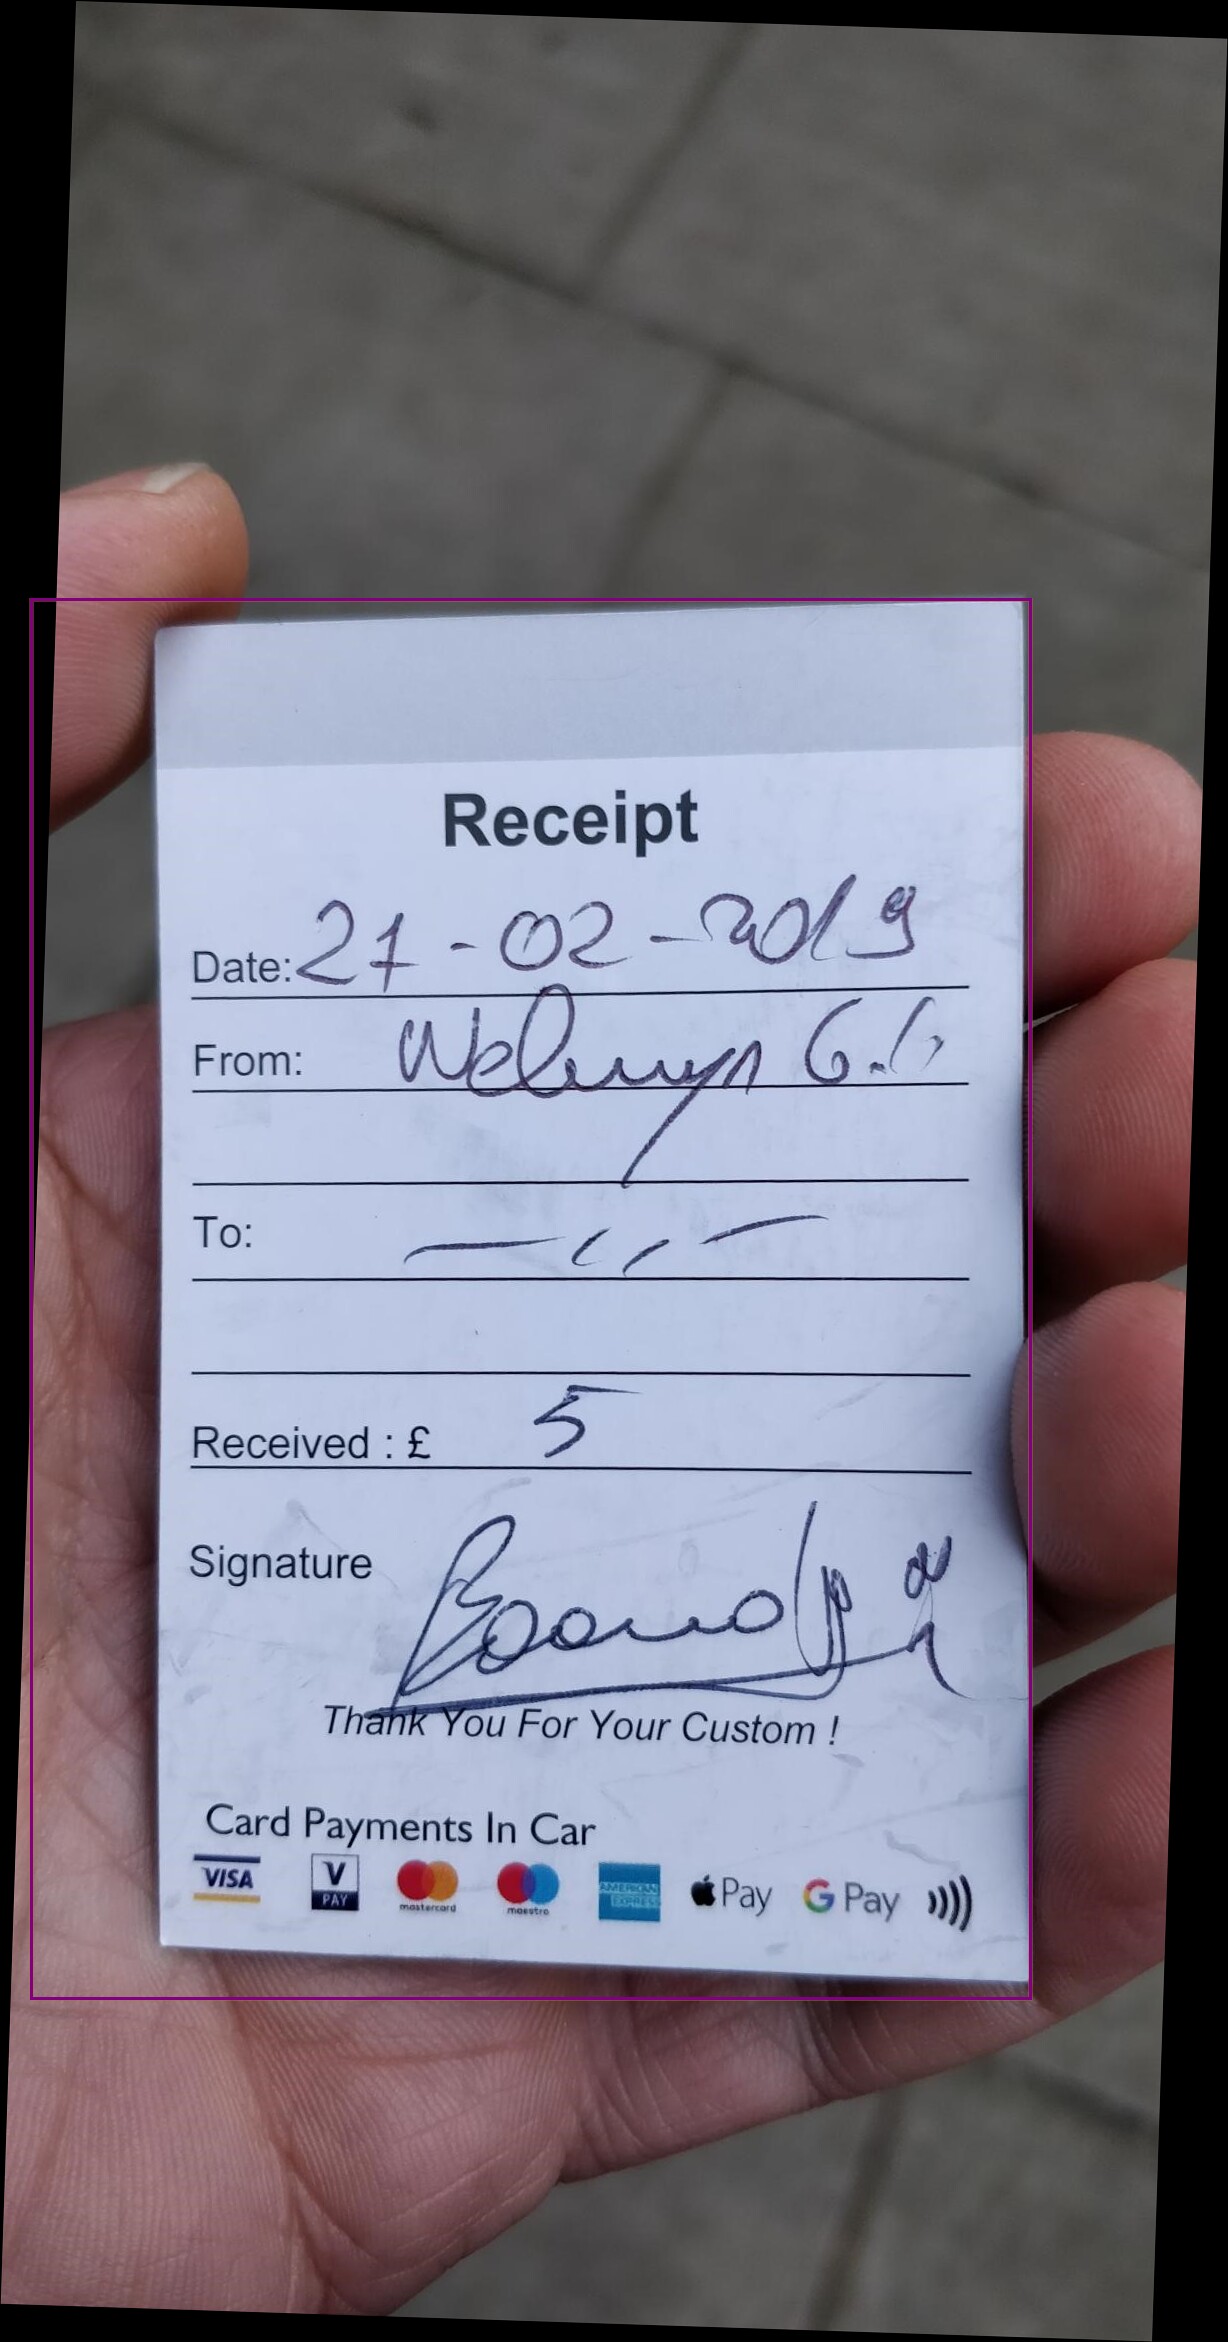 Receipt
Date: 27-02-2019
From: Welwyn G.C
To: — ,, —
Received : £ 5
Signature
Thank You For Your Custom !
Card Payments In Car
VISA V PAY mastercard maestro AMERICAN EXPRESS Pay G Pay